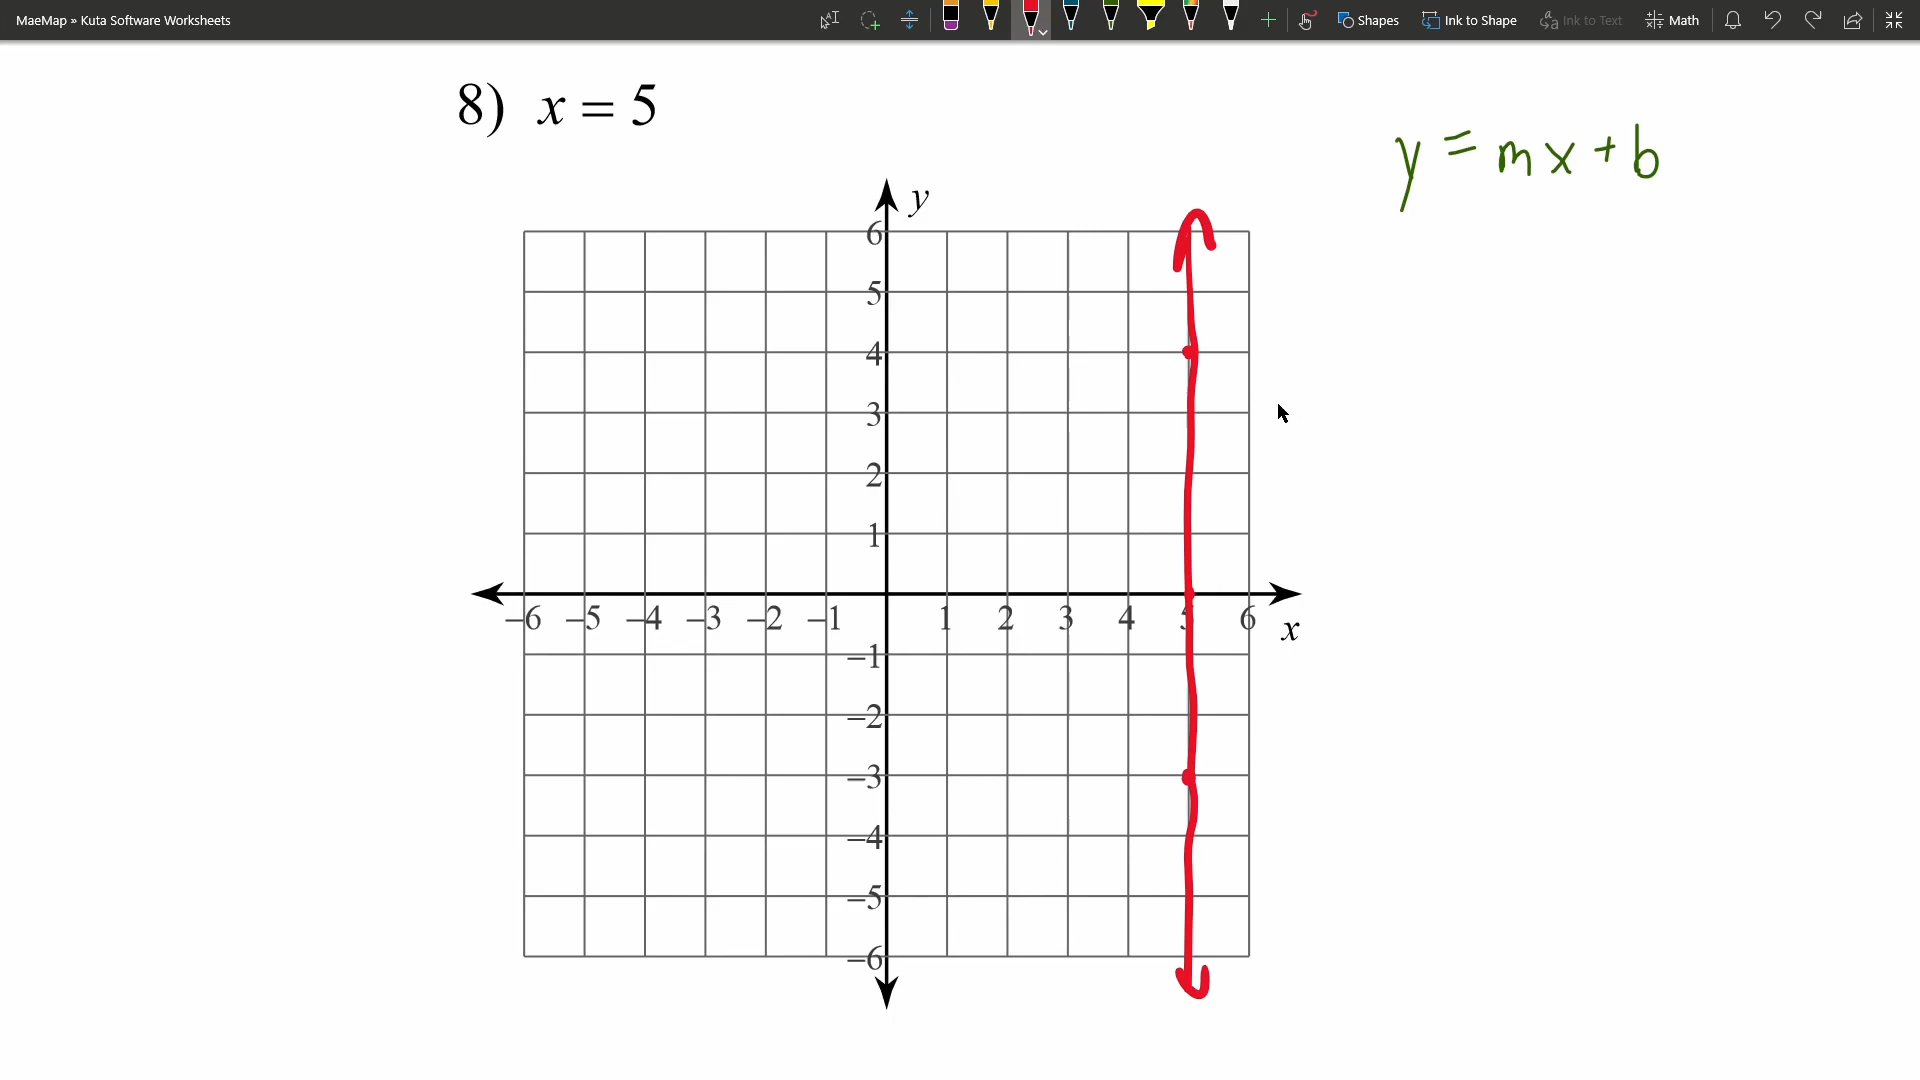 MaeMap » Kuta Software Worksheets
Shapes
Ink to Shape
Ink to Text
Math
8) x = 5
y = mx + b
y
6
5
4
3
2
1
−6 −5 −4 −3 −2 −1 1 2 3 4 5 6
x
−1
−2
−3
−4
−5
−6